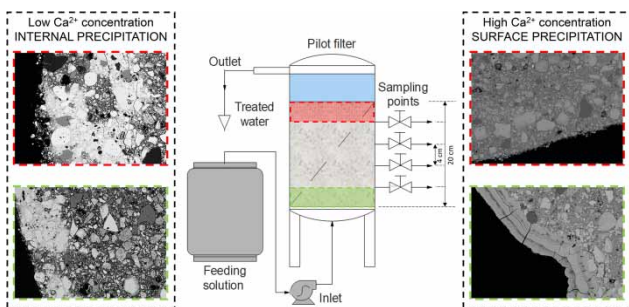 Low Ca²⁺ concentration
INTERNAL PRECIPITATION
Pilot filter
Outlet
Treated
water
Sampling
points
4 cm
20 cm
Feeding
solution
Inlet
High Ca²⁺ concentration
SURFACE PRECIPITATION